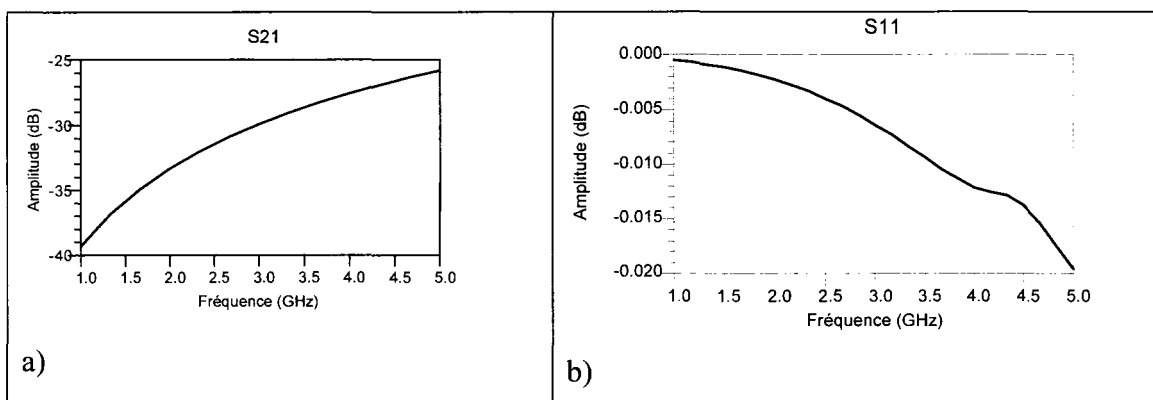 S21
-25
-30
-35
-40
Amplitude (dB)
1.0 1.5 2.0 2.5 3.0 3.5 4.0 4.5 5.0
Fréquence (GHz)
a)
S11
0.000
-0.005
-0.010
-0.015
-0.020
Amplitude (dB)
1.0 1.5 2.0 2.5 3.0 3.5 4.0 4.5 5.0
Fréquence (GHz)
b)